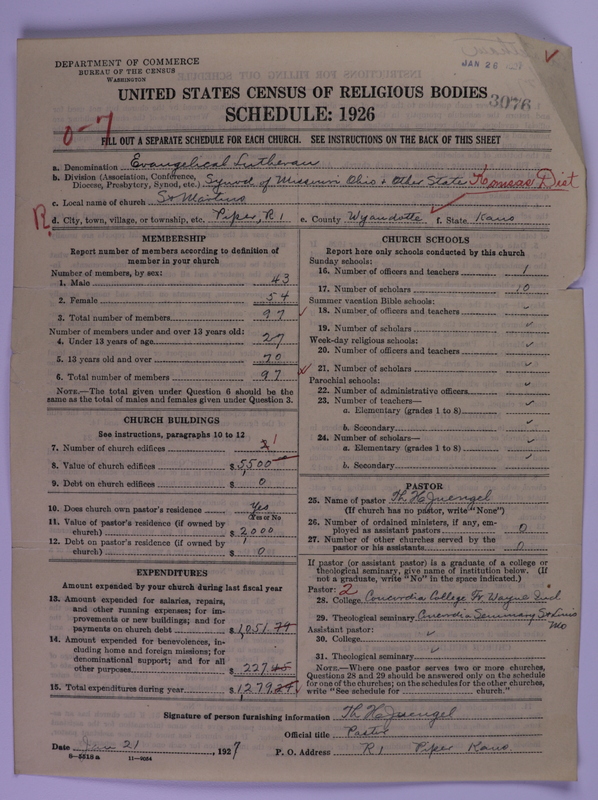 DEPARTMENT OF COMMERCE
BUREAU OF THE CENSUS
WASHINGTON
JAN 26
3076
UNITED STATES CENSUS OF RELIGIOUS BODIES
SCHEDULE: 1926
0-7
FILL OUT A SEPARATE SCHEDULE FOR EACH CHURCH. SEE INSTRUCTIONS ON THE BACK OF THIS SHEET
a. Denomination Evangelical Lutheran
b. Division (Association, Conference, Diocese, Presbytery, Synod, etc.) Synod of Missouri Ohio & Other State Kansas Dist
c. Local name of church St Martins
R. d. City, town, village, or township, etc. Piper, R 1 e. County Wyandotte f. State Kans
MEMBERSHIP
Report number of members according to definition of
member in your church
Number of members, by sex:
1. Male 43
2. Female 54
3. Total number of members 97
Number of members under and over 13 years old:
4. Under 13 years of age 27
5. 13 years old and over 70
6. Total number of members 97
NOTE.—The total given under Question 6 should be
same as the total of males and females given under Question 3.
CHURCH BUILDINGS
See instructions, paragraphs 10 to 12
7. Number of church edifices 1
8. Value of church edifices $ 5500
9. Debt on church edifices $ 0
10. Does church own pastor's residence Yes
(Yes or No)
11. Value of pastor's residence (if owned by
church) $ 2000
12. Debt on pastor's residence (if owned by
church) $ 0
EXPENDITURES
Amount expended by your church during last fiscal year
13. Amount expended for salaries, repairs,
and other running expenses; for im-
provements or new buildings; and for
payments on church debt $ 1,051.79
14. Amount expended for benevolences, in-
cluding home and foreign missions; for
denominational support; and for all
other purposes $ 227.45
15. Total expenditures during year $ 1,279.24
CHURCH SCHOOLS
Report here only schools conducted by this church
Sunday schools:
16. Number of officers and teachers 1
17. Number of scholars 10
Summer vacation Bible schools:
18. Number of officers and teachers
19. Number of scholars
Week-day religious schools:
20. Number of officers and teachers
21. Number of scholars
Parochial schools:
22. Number of administrative officers
23. Number of teachers—
a. Elementary (grades 1 to 8)
b. Secondary
24. Number of scholars—
a. Elementary (grades 1 to 8)
b. Secondary
PASTOR
25. Name of pastor Th H Juengel
(If church has no pastor, write "None")
26. Number of ordained ministers, if any, em-
ployed as assistant pastors 0
27. Number of other churches served by the
pastor or his assistants 0
If pastor (or assistant pastor) is a graduate of a college or
theological seminary, give name of institution below. (If
not a graduate, write "No" in the space indicated.)
Pastor: 2
28. College Concordia College Ft. Wayne Ind
29. Theological seminary Concordia Seminary St Louis
Mo
Assistant pastor:
30. College
31. Theological seminary
NOTE.—Where one pastor serves two or more churches,
Questions 28 and 29 should be answered only on the schedule
for one of the churches; on the schedules for the other churches,
write "See schedule for church."
Signature of person furnishing information Th H Juengel
Official title Pastor
Date Jan 21, 1927 P. O. Address R 1 Piper Kans.
8-5518 a 11-9054